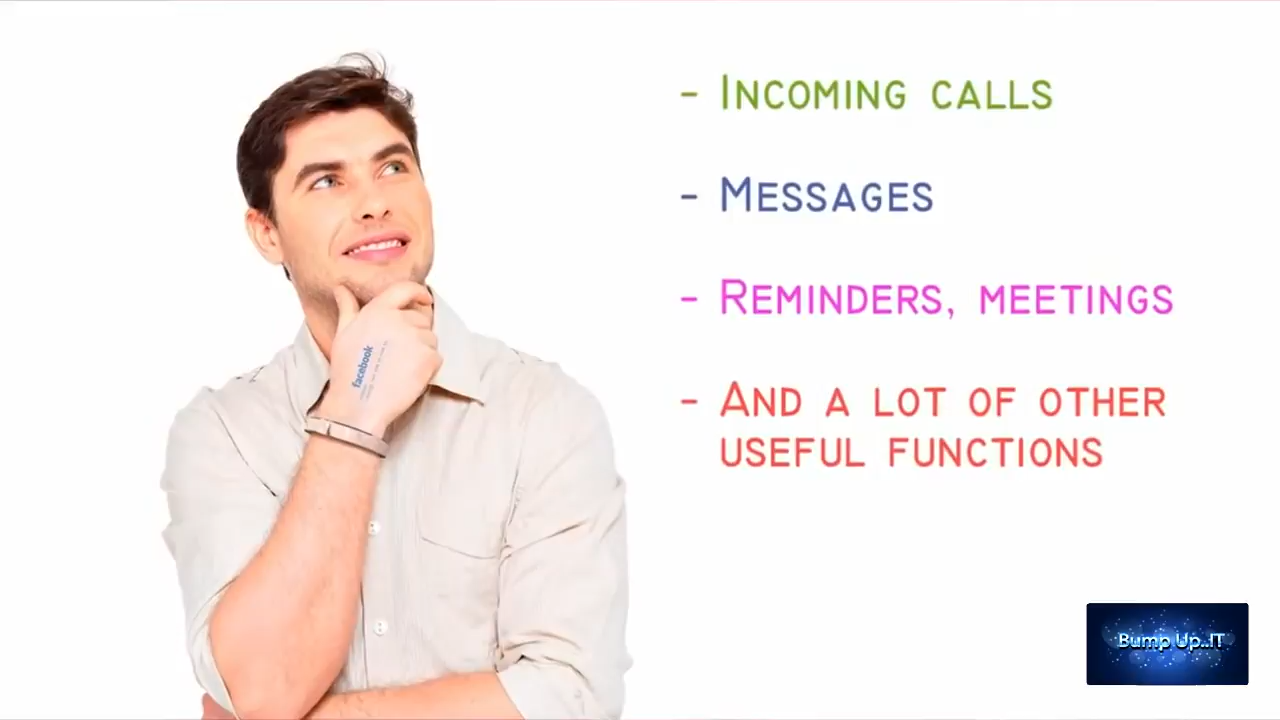 - Incoming calls
- Messages
- Reminders, meetings
- And a lot of other
useful functions
facebook
Bump Up..IT